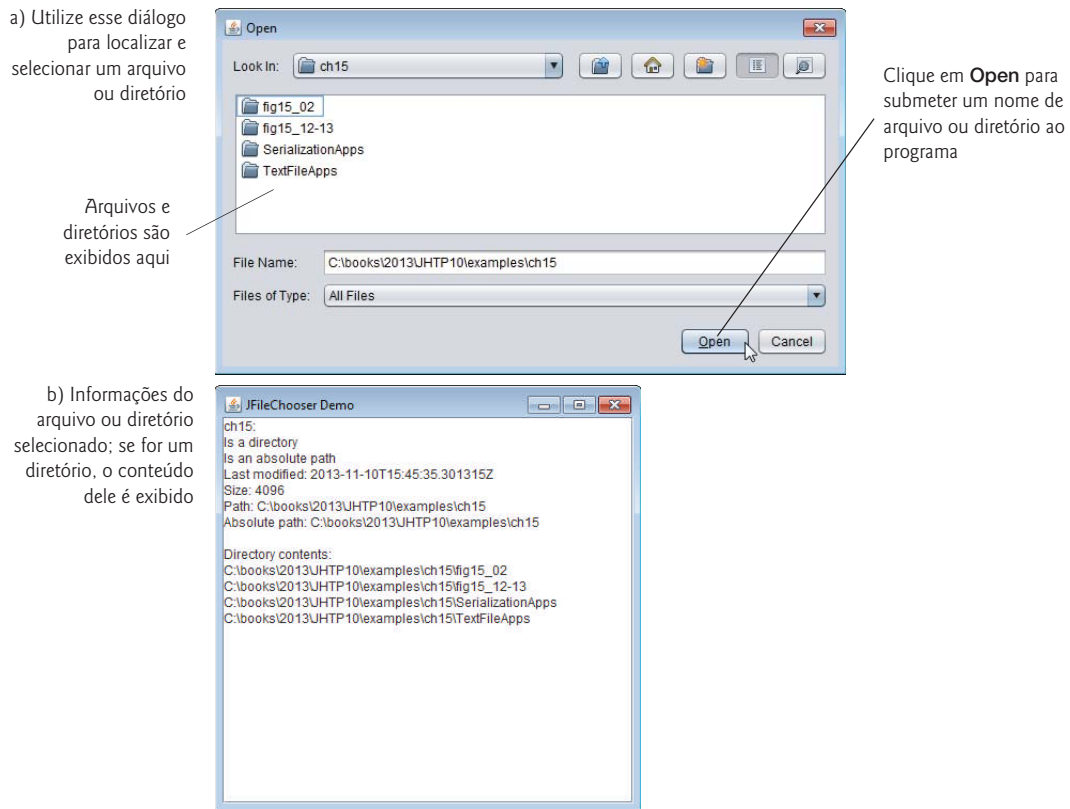 a) Utilize esse diálogo
para localizar e
selecionar um arquivo
ou diretório
Open
Look In:
ch15
fig15_02
fig15_12-13
SerializationApps
TextFileApps
Arquivos e
diretórios são
exibidos aqui
File Name:
C:\books\2013\JHTP10\examples\ch15
Files of Type:
All Files
Open
Cancel
Clique em Open para
submeter um nome de
arquivo ou diretório ao
programa
b) Informações do
arquivo ou diretório
selecionado; se for um
diretório, o conteúdo
dele é exibido
JFileChooser Demo
ch15:
Is a directory
Is an absolute path
Last modified: 2013-11-10T15:45:35.301315Z
Size: 4096
Path: C:\books\2013\JHTP10\examples\ch15
Absolute path: C:\books\2013\JHTP10\examples\ch15
Directory contents:
C:\books\2013\JHTP10\examples\ch15\fig15_02
C:\books\2013\JHTP10\examples\ch15\fig15_12-13
C:\books\2013\JHTP10\examples\ch15\SerializationApps
C:\books\2013\JHTP10\examples\ch15\TextFileApps